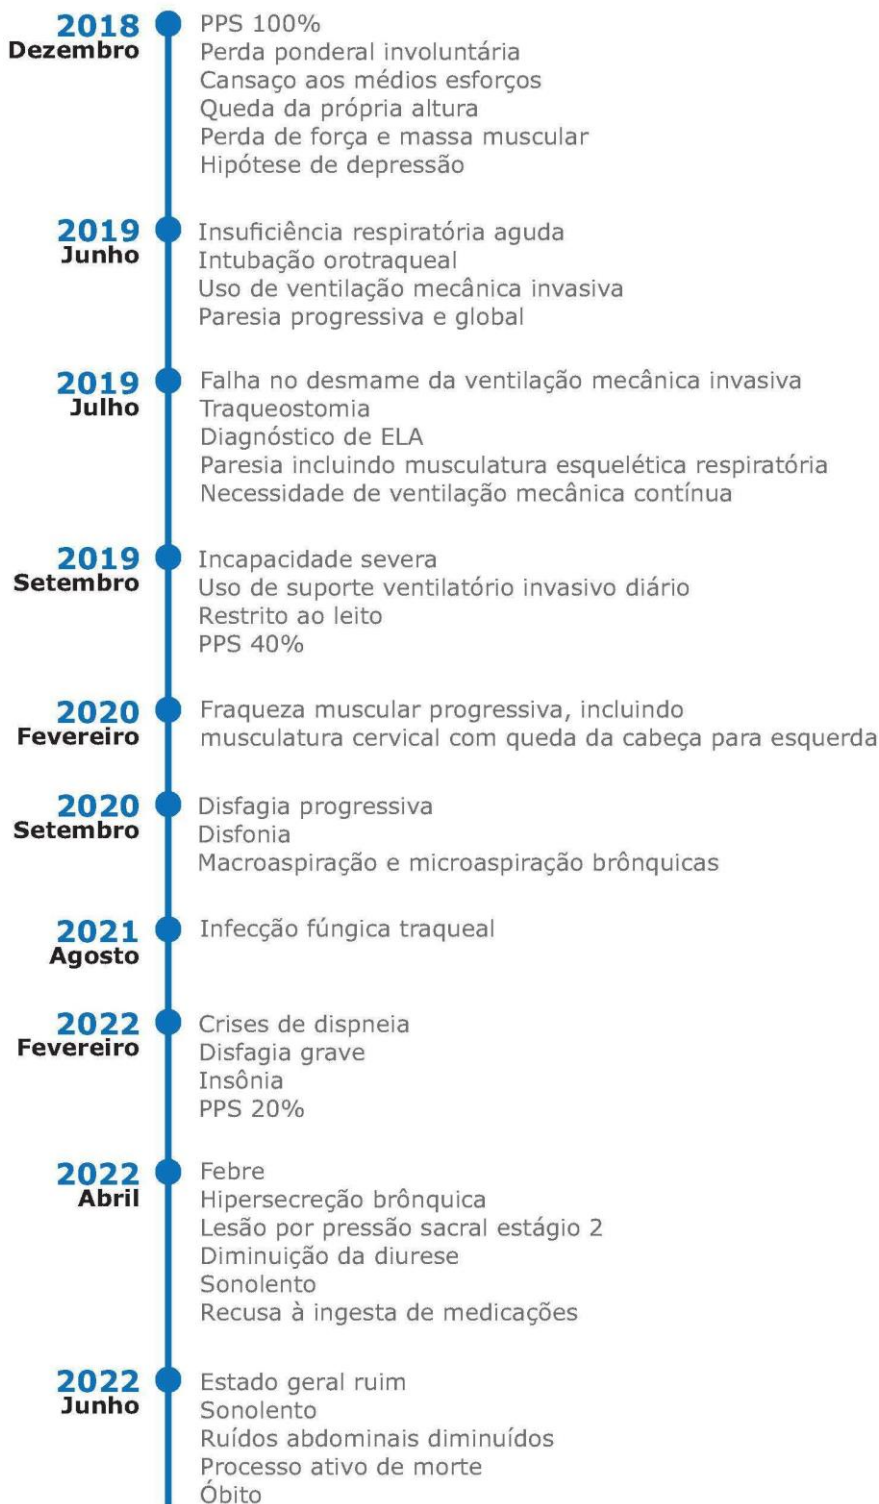 2018
Dezembro
PPS 100%
Perda ponderal involuntária
Cansaço aos médios esforços
Queda da própria altura
Perda de força e massa muscular
Hipótese de depressão
2019
Junho
Insuficiência respiratória aguda
Intubação orotraqueal
Uso de ventilação mecânica invasiva
Paresia progressiva e global
2019
Julho
Falha no desmame da ventilação mecânica invasiva
Traqueostomia
Diagnóstico de ELA
Paresia incluindo musculatura esquelética respiratória
Necessidade de ventilação mecânica contínua
2019
Setembro
Incapacidade severa
Uso de suporte ventilatório invasivo diário
Restrito ao leito
PPS 40%
2020
Fevereiro
Fraqueza muscular progressiva, incluindo
musculatura cervical com queda da cabeça para esquerda
2020
Setembro
Disfagia progressiva
Disfonia
Macroaspiração e microaspiração brônquicas
2021
Agosto
Infecção fúngica traqueal
2022
Fevereiro
Crises de dispneia
Disfagia grave
Insônia
PPS 20%
2022
Abril
Febre
Hipersecreção brônquica
Lesão por pressão sacral estágio 2
Diminuição da diurese
Sonolento
Recusa à ingesta de medicações
2022
Junho
Estado geral ruim
Sonolento
Ruídos abdominais diminuídos
Processo ativo de morte
Óbito